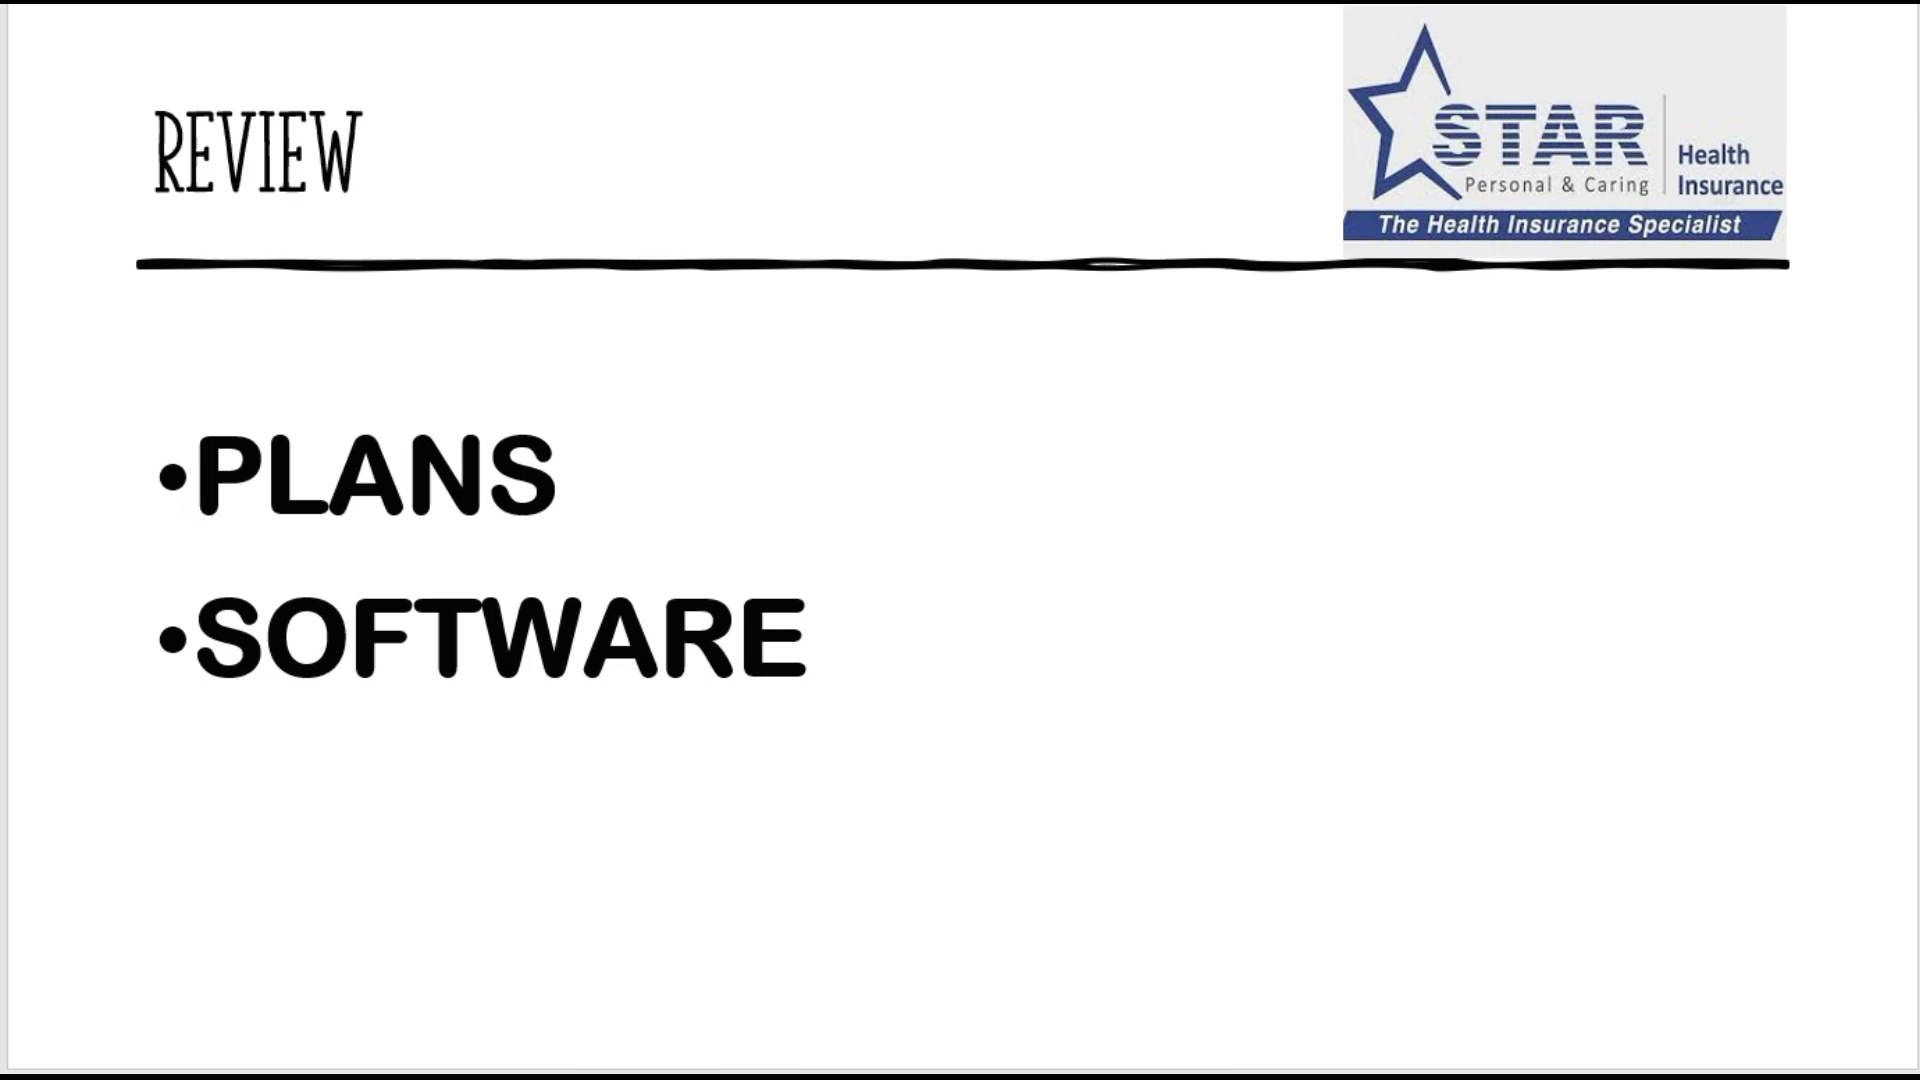 REVIEW
STAR
Personal & Caring
Health
Insurance
The Health Insurance Specialist
•PLANS
•SOFTWARE